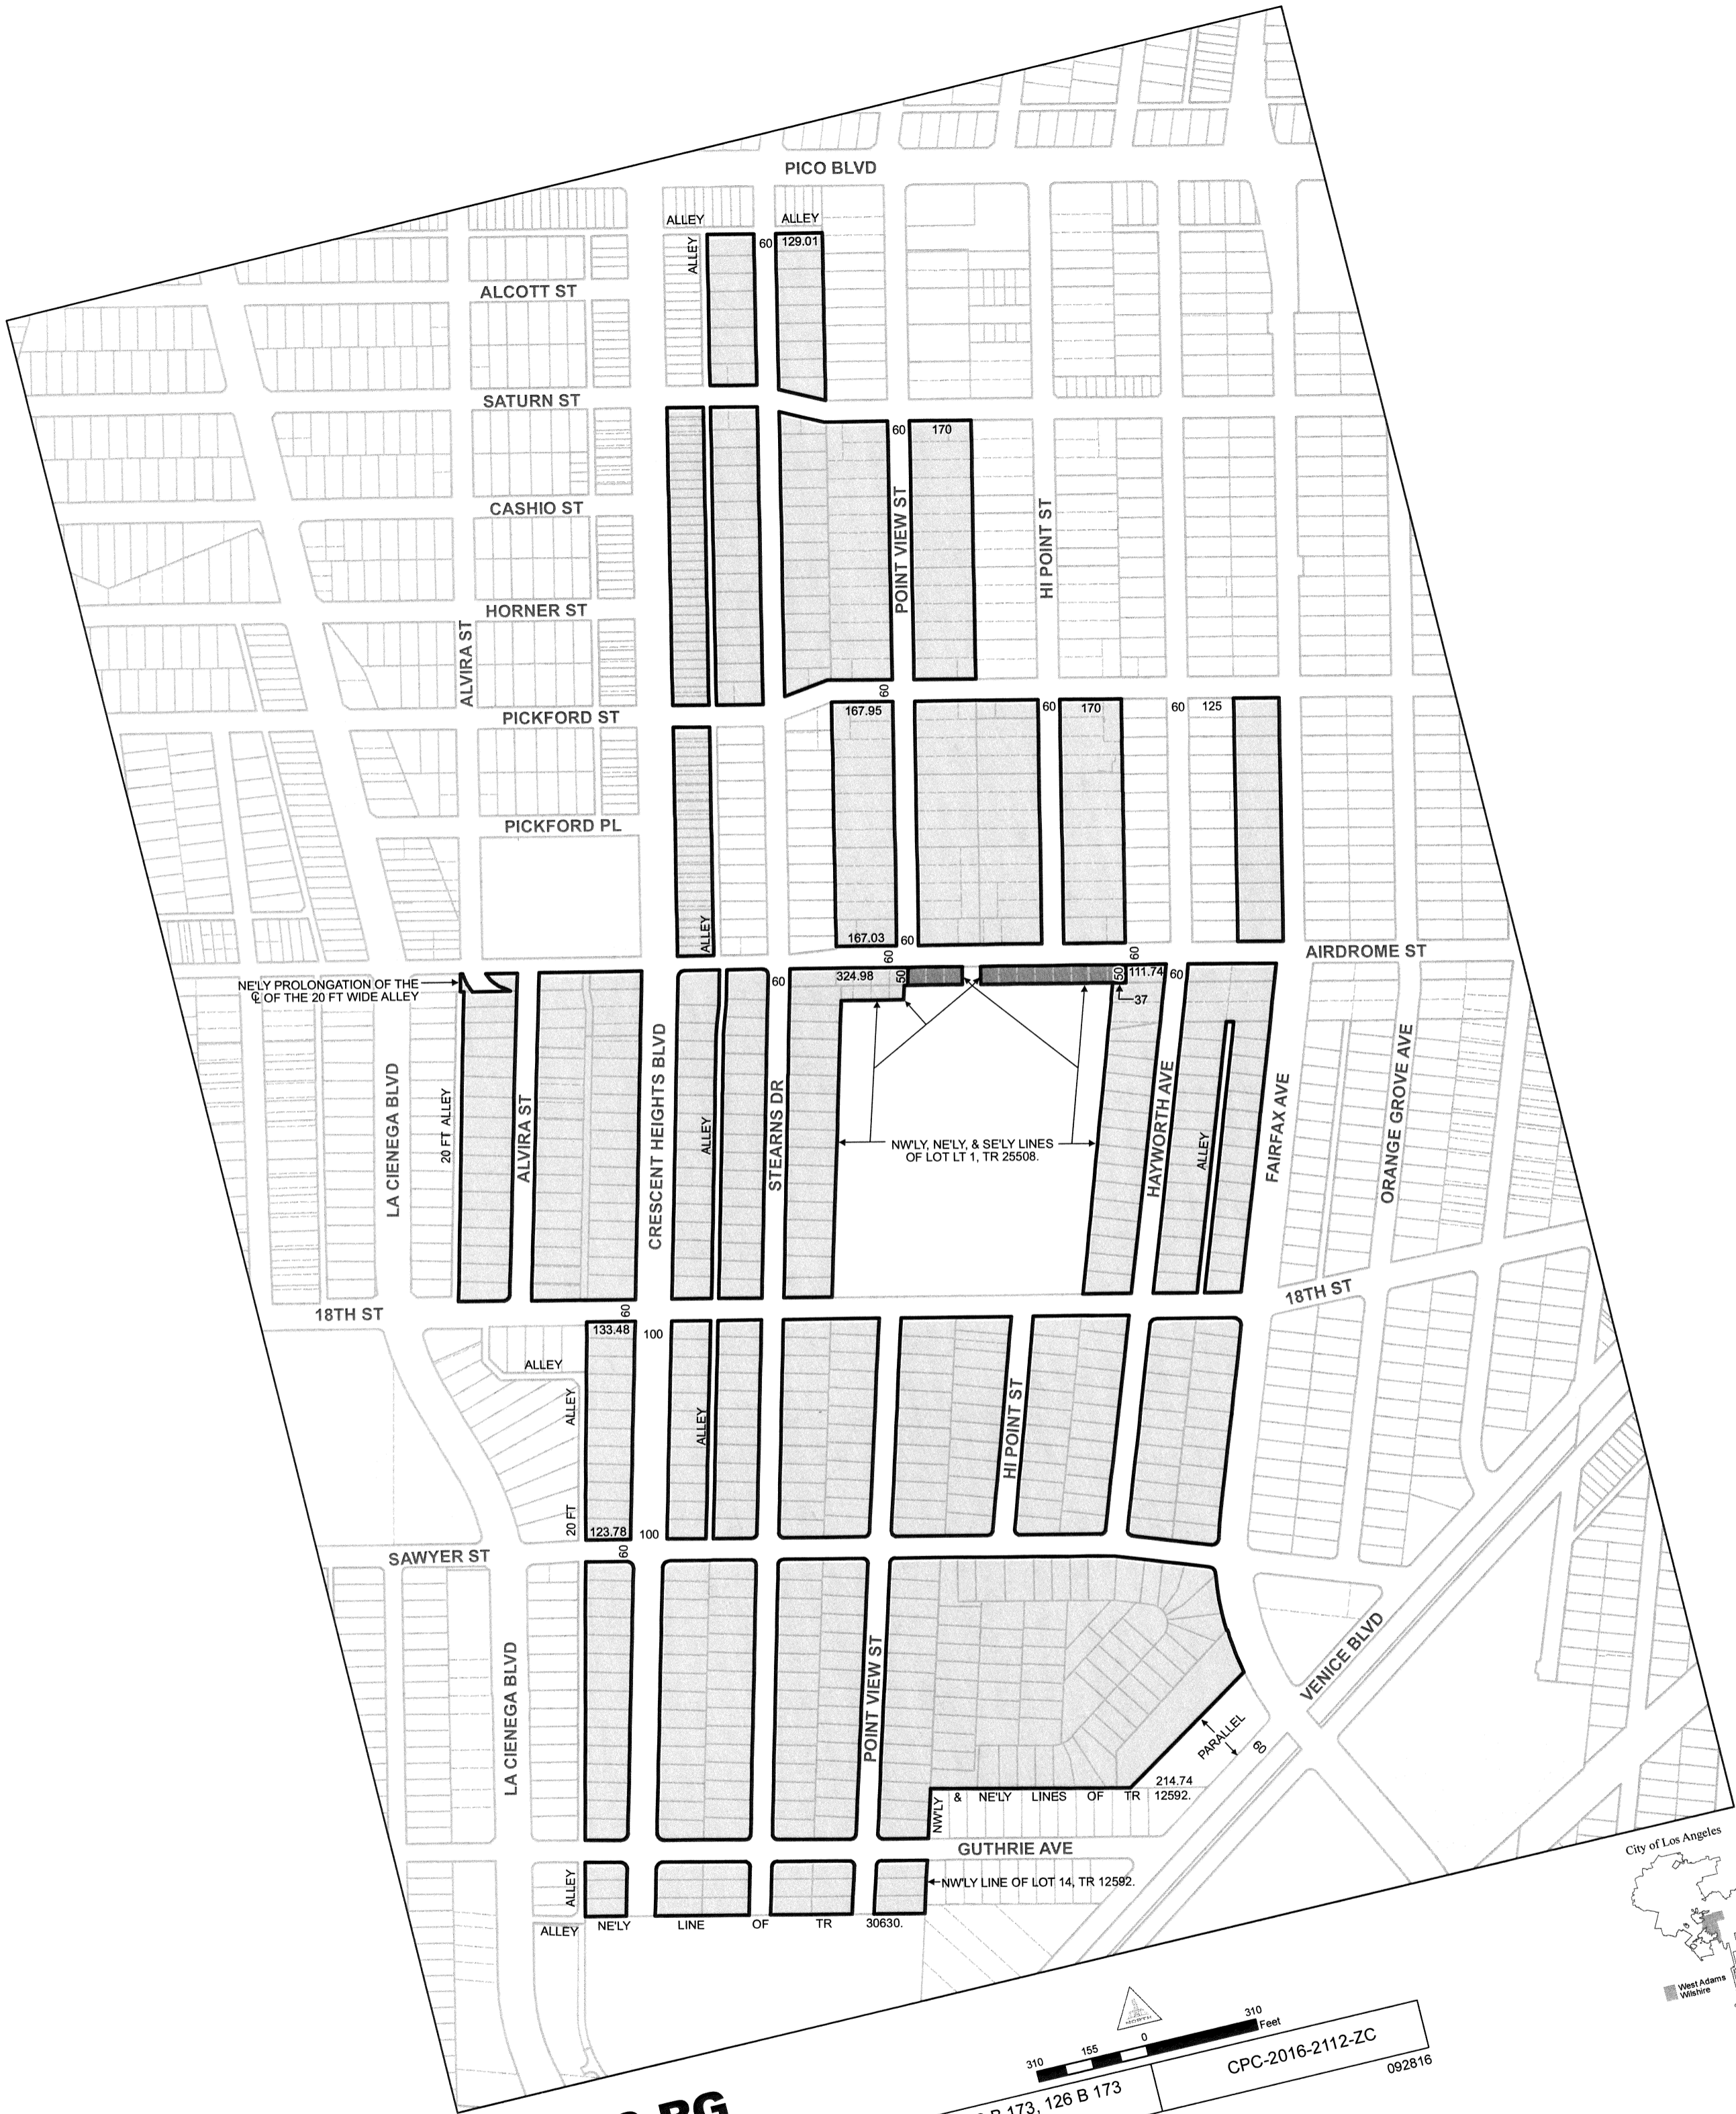 PICO BLVD
ALLEY
ALLEY
ALLEY
60
129.01
ALCOTT ST
SATURN ST
60
170
CASHIO ST
POINT VIEW ST
HI POINT ST
HORNER ST
ALVIRA ST
60
167.95
60
170
60
125
PICKFORD ST
PICKFORD PL
ALLEY
167.03
60
AIRDROME ST
60
60
NE'LY PROLONGATION OF THE
℄ OF THE 20 FT WIDE ALLEY
60
324.98
50
50
111.74
60
37
LA CIENEGA BLVD
20 FT ALLEY
ALVIRA ST
CRESCENT HEIGHTS BLVD
ALLEY
STEARNS DR
NW'LY, NE'LY, & SE'LY LINES
OF LOT LT 1, TR 25508.
HAYWORTH AVE
ALLEY
FAIRFAX AVE
ORANGE GROVE AVE
18TH ST
18TH ST
60
133.48
100
ALLEY
ALLEY
ALLEY
HI POINT ST
20 FT
123.78
100
SAWYER ST
60
LA CIENEGA BLVD
POINT VIEW ST
VENICE BLVD
PARALLEL
60
214.74
NW'LY & NE'LY LINES OF TR 12592.
GUTHRIE AVE
ALLEY
NW'LY LINE OF LOT 14, TR 12592.
ALLEY
NE'LY LINE OF TR 30630.
City of Los Angeles
West Adams
Wilshire
NORTH
310 155 0 310
Feet
CPC-2016-2112-ZC
B 173, 126 B 173
092816
BG